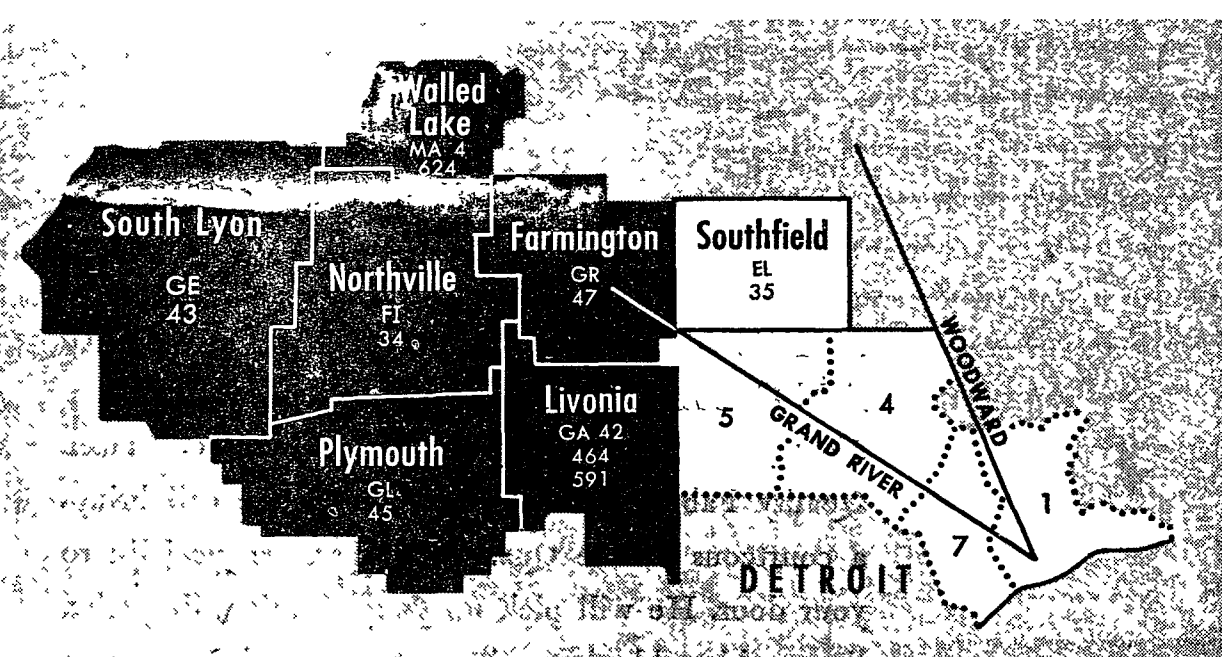 Walled
Lake
MA 4
624
South Lyon
GE
43
Northville
FI
34
Farmington
GR
47
Southfield
EL
35
Plymouth
GL
45
Livonia
GA 42
464
591
5
4
7
1
WOODWARD
GRAND RIVER
DETROIT